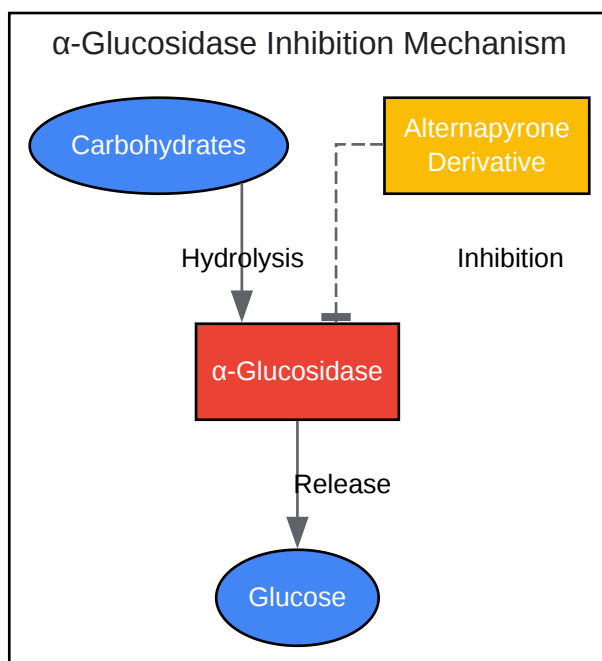 α-Glucosidase Inhibition Mechanism
Carbohydrates
Alternapyrone
Derivative
Hydrolysis
Inhibition
α-Glucosidase
Release
Glucose